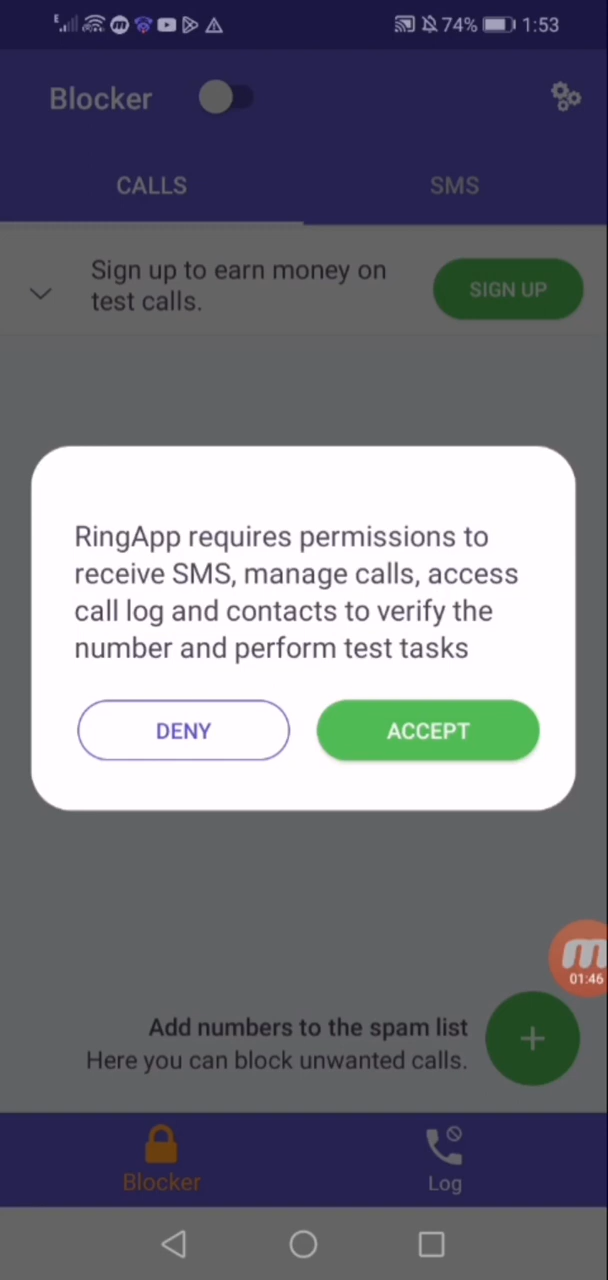 E 74% 1:53
Blocker
CALLS SMS
Sign up to earn money on
test calls.
SIGN UP
RingApp requires permissions to
receive SMS, manage calls, access
call log and contacts to verify the
number and perform test tasks
DENY ACCEPT
m
01:46
Add numbers to the spam list
Here you can block unwanted calls.
+
Blocker Log